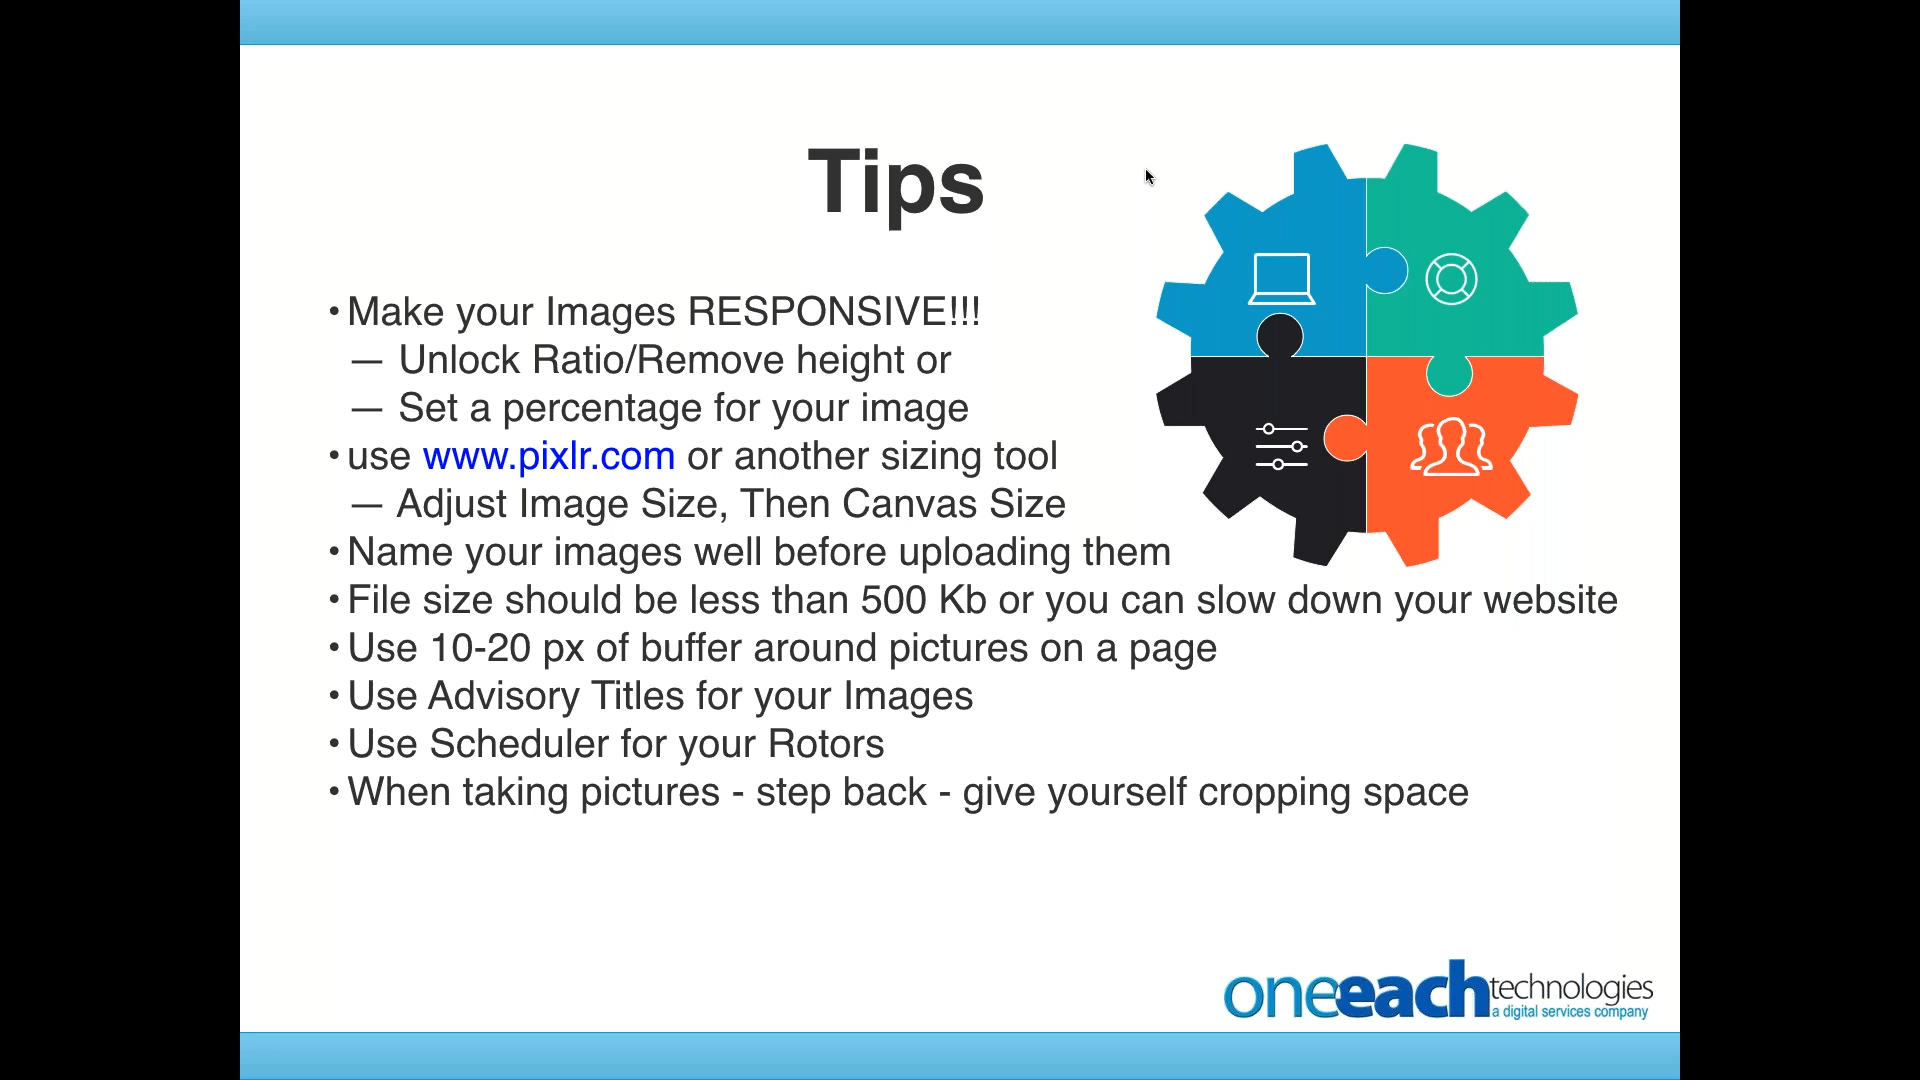 Tips
• Make your Images RESPONSIVE!!!
— Unlock Ratio/Remove height or
— Set a percentage for your image
• use www.pixlr.com or another sizing tool
— Adjust Image Size, Then Canvas Size
• Name your images well before uploading them
• File size should be less than 500 Kb or you can slow down your website
• Use 10-20 px of buffer around pictures on a page
• Use Advisory Titles for your Images
• Use Scheduler for your Rotors
• When taking pictures - step back - give yourself cropping space
oneeach technologies
a digital services company